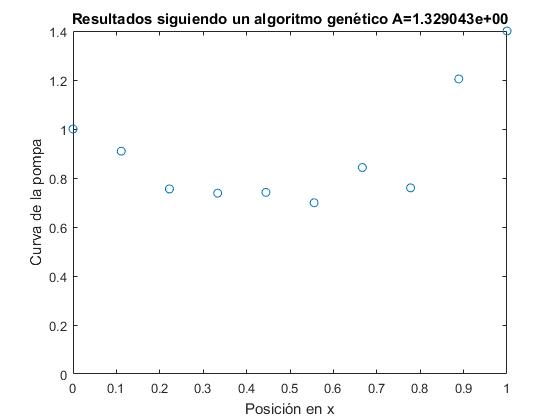 Resultados siguiendo un algoritmo genético A=1.329043e+00
1.4
1.2
1
0.8
0.6
0.4
0.2
0
Curva de la pompa
0 0.1 0.2 0.3 0.4 0.5 0.6 0.7 0.8 0.9 1
Posición en x